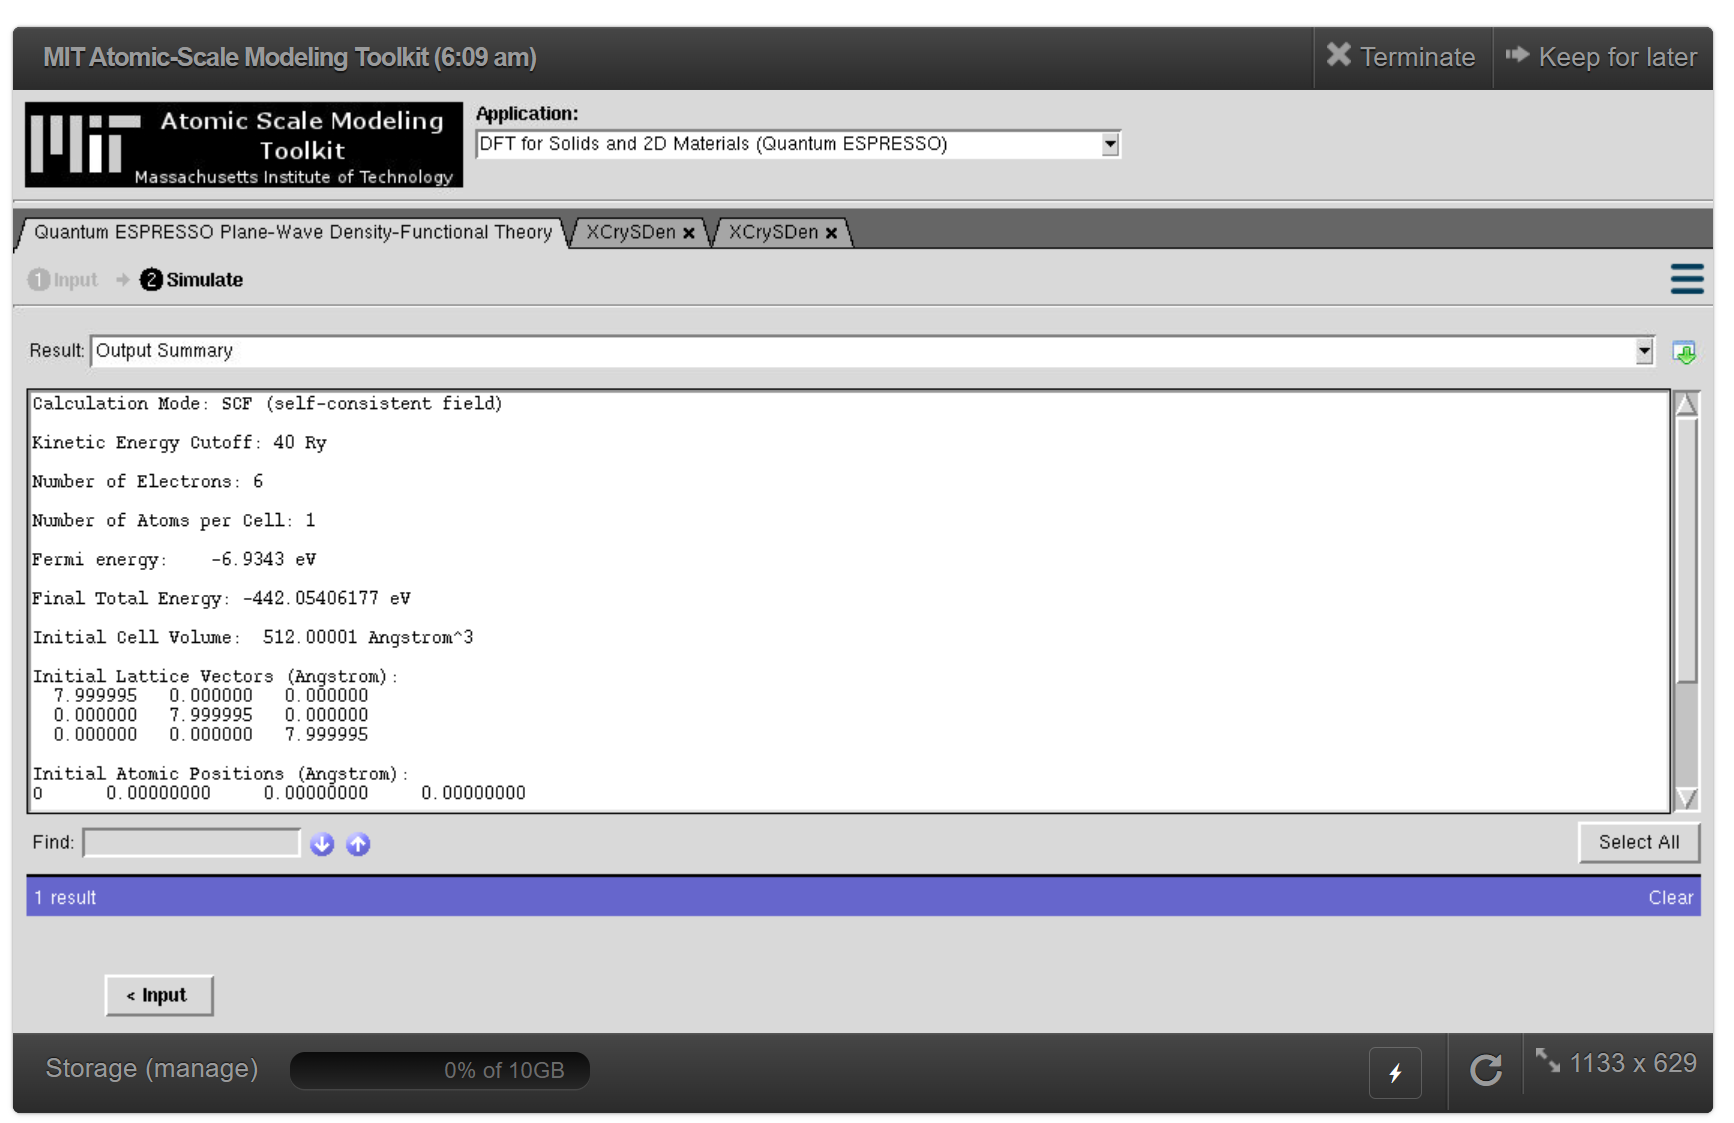 MIT Atomic-Scale Modeling Toolkit (6:09 am)
Terminate
Keep for later
MIT
Atomic Scale Modeling
Toolkit
Massachusetts Institute of Technology
Application:
DFT for Solids and 2D Materials (Quantum ESPRESSO)
Quantum ESPRESSO Plane-Wave Density-Functional Theory
XCrySDen
XCrySDen
1 Input
2 Simulate
Result: Output Summary
Calculation Mode: SCF (self-consistent field)
Kinetic Energy Cutoff: 40 Ry
Number of Electrons: 6
Number of Atoms per Cell: 1
Fermi energy: -6.9343 eV
Final Total Energy: -442.05406177 eV
Initial Cell Volume: 512.00001 Angstrom^3
Initial Lattice Vectors (Angstrom):
7.999995 0.000000 0.000000
0.000000 7.999995 0.000000
0.000000 0.000000 7.999995
Initial Atomic Positions (Angstrom):
O 0.00000000 0.00000000 0.00000000
Find:
Select All
1 result
Clear
< Input
Storage (manage)
0% of 10GB
1133 x 629